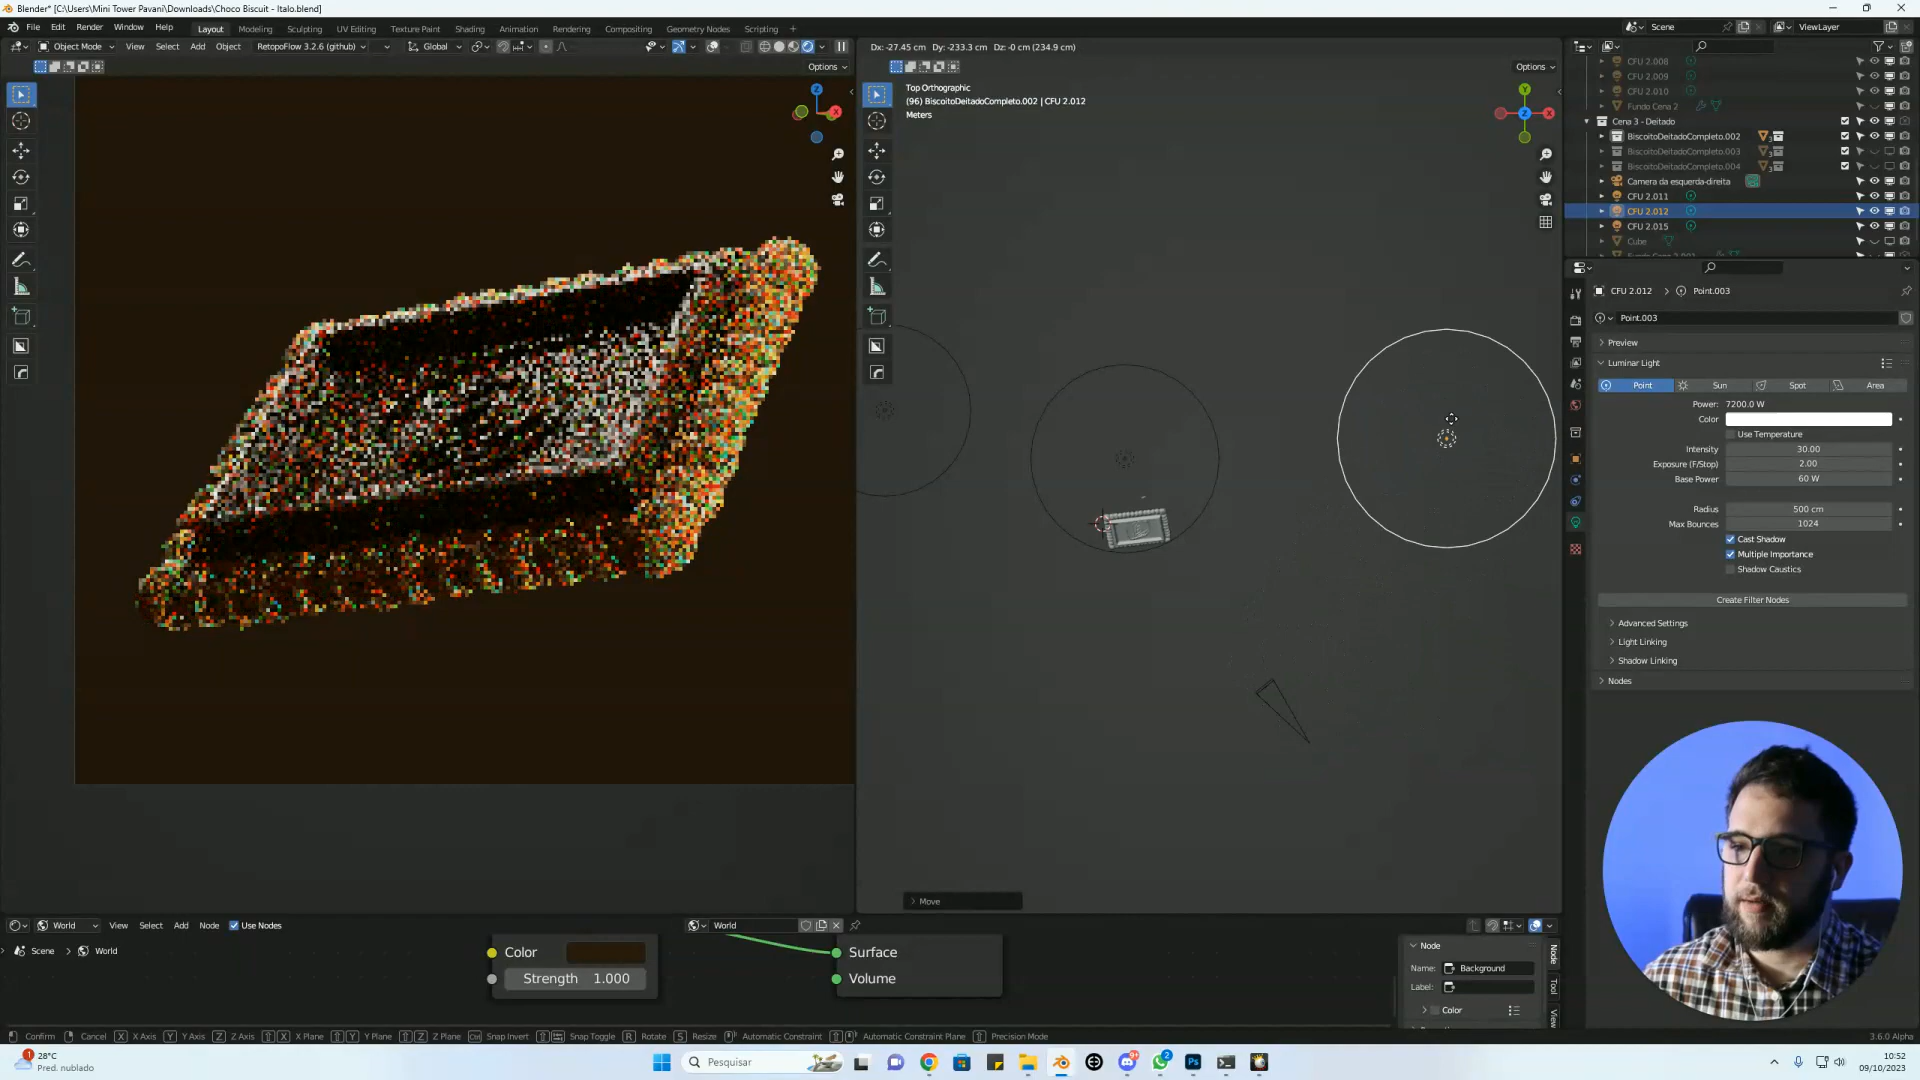 Blender* [C:\Users\Mini Tower Pavani\Downloads\Choco Biscuit - Italo.blend]
File Edit Render Window Help
Layout Modeling Sculpting UV Editing Texture Paint Shading Animation Rendering Compositing Geometry Nodes Scripting +
Scene
ViewLayer
Object Mode View Select Add Object RetopoFlow 3.2.6 (github) Global
Dx: -27.45 cm Dy: -233.3 cm Dz: -0 cm (234.9 cm)
Options
Options
Top Orthographic
(96) BiscoitoDeitadoCompleto.002 | CFU 2.012
Meters
Z
X
Y
X
Z
CFU 2.008
CFU 2.009
CFU 2.010
Fundo Cena 2
Cena 3 - Deitado
BiscoitoDeitadoCompleto.002
BiscoitoDeitadoCompleto.003
BiscoitoDeitadoCompleto.004
Camera da esquerda-direita
CFU 2.011
CFU 2.012
CFU 2.015
Cube
CFU 2.012 > Point.003
Point.003
Preview
Luminar Light
Point Sun Spot Area
Power: 7200.0 W
Color
Use Temperature
Intensity 30.00
Exposure (F/Stop) 2.00
Base Power 60 W
Radius 500 cm
Max Bounces 1024
Cast Shadow
Multiple Importance
Shadow Caustics
Create Filter Nodes
Advanced Settings
Light Linking
Shadow Linking
Nodes
Move
World View Select Add Node Use Nodes
World
Scene > World
Color
Strength 1.000
Surface
Volume
Node
Name: Background
Label:
Color
Node
Tool
View
Confirm Cancel X X Axis Y Y Axis Z Z Axis X X Plane Y Y Plane Z Z Plane Snap Invert Snap Toggle R Rotate S Resize Automatic Constraint Automatic Constraint Plane Precision Mode
3.6.0 Alpha
28°C
Pred. nublado
Pesquisar
10:52
09/10/2023